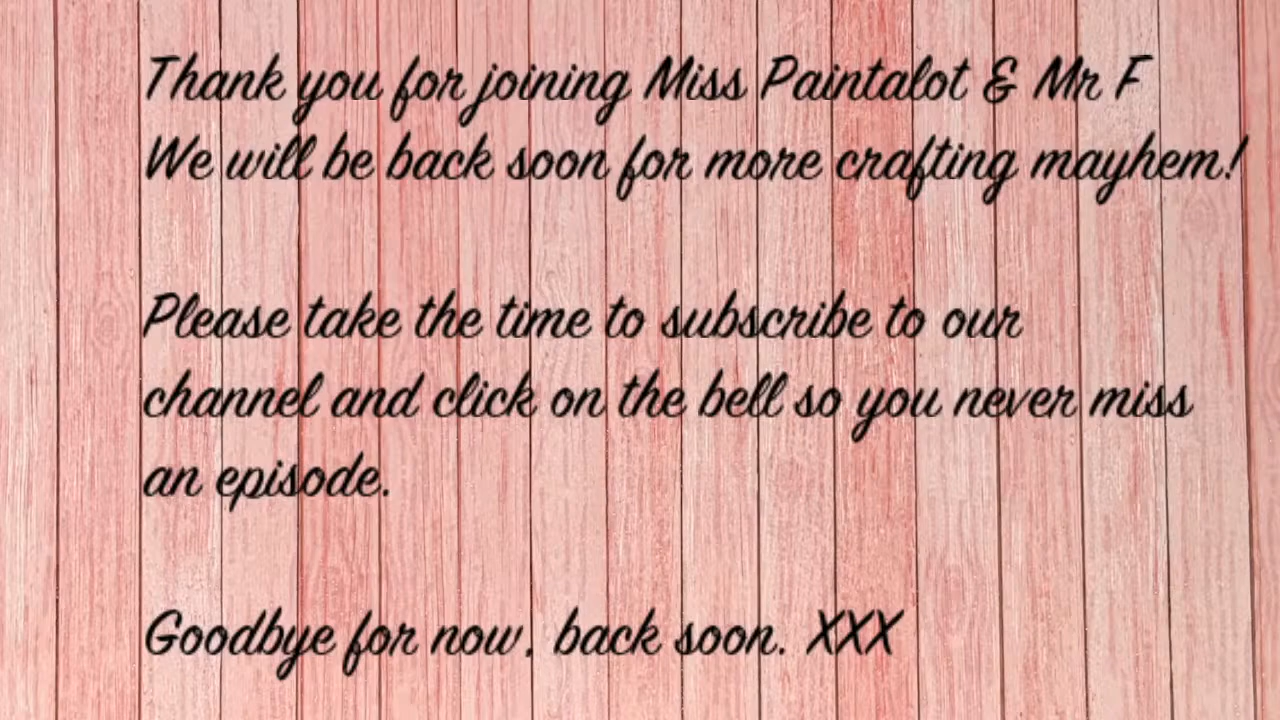 Thank you for joining Miss Paintalot & Mr F
We will be back soon for more crafting mayhem!
Please take the time to subscribe to our
channel and click on the bell so you never miss
an episode.
Goodbye for now, back soon. XXX